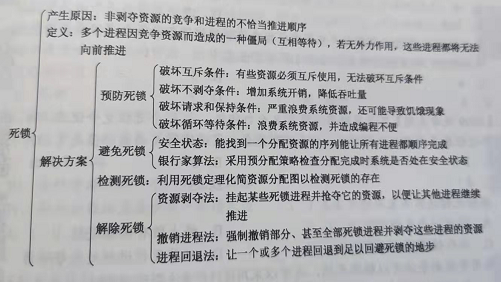 产生原因：非剥夺资源的竞争和进程的不恰当推进顺序
定义：多个进程因竞争资源而造成的一种僵局（互相等待），若无外力作用，这些进程都将无法
向前推进
死锁
解决方案
预防死锁
破坏互斥条件：有些资源必须互斥使用，无法破坏互斥条件
破坏不剥夺条件：增加系统开销，降低吞吐量
破坏请求和保持条件：严重浪费系统资源，还可能导致饥饿现象
破坏循环等待条件：浪费系统资源，并造成编程不便
避免死锁
安全状态：能找到一个分配资源的序列能让所有进程都顺序完成
银行家算法：采用预分配策略检查分配完成时系统是否处在安全状态
检测死锁：利用死锁定理化简资源分配图以检测死锁的存在
解除死锁
资源剥夺法：挂起某些死锁进程并抢夺它的资源，以便让其他进程继续
推进
撤销进程法：强制撤销部分、甚至全部死锁进程并剥夺这些进程的资源
进程回退法：让一个或多个进程回退到足以回避死锁的地步